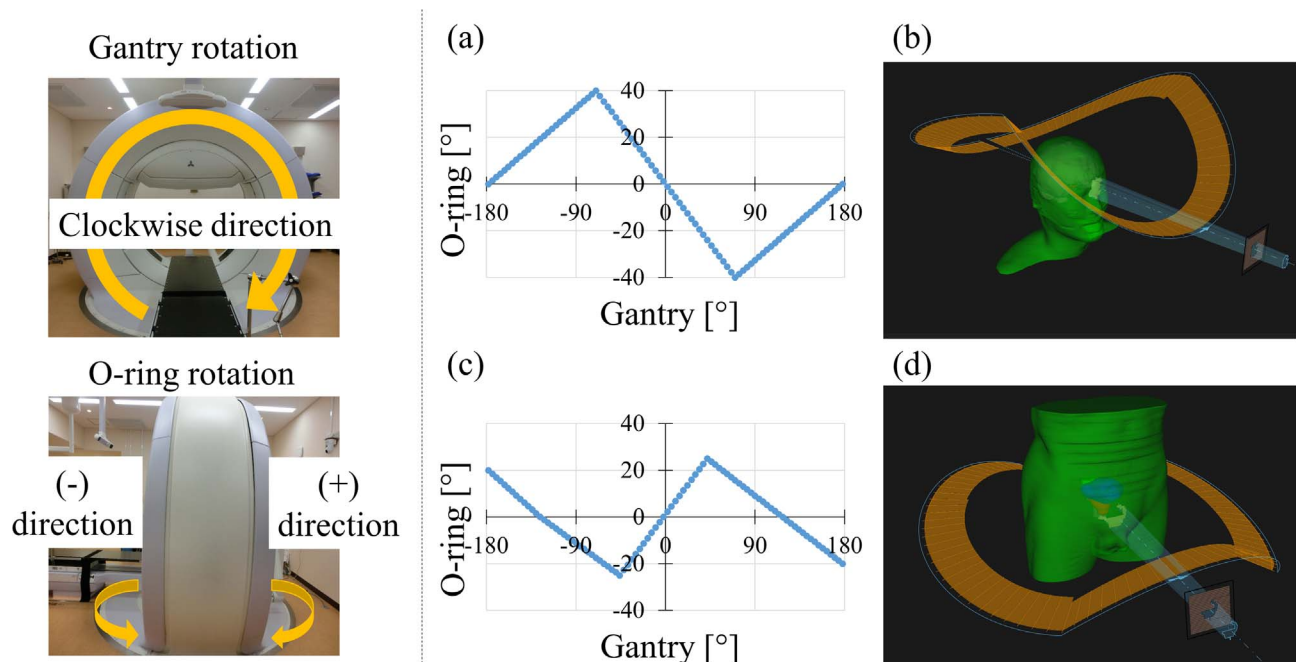 Gantry rotation
Clockwise direction
O-ring rotation
(-)
direction
(+)
direction
(a)
O-ring [°]
40
20
0
-20
-40
-180
-90
0
90
180
Gantry [°]
(b)
(c)
O-ring [°]
40
20
0
-20
-40
-180
-90
0
90
180
Gantry [°]
(d)